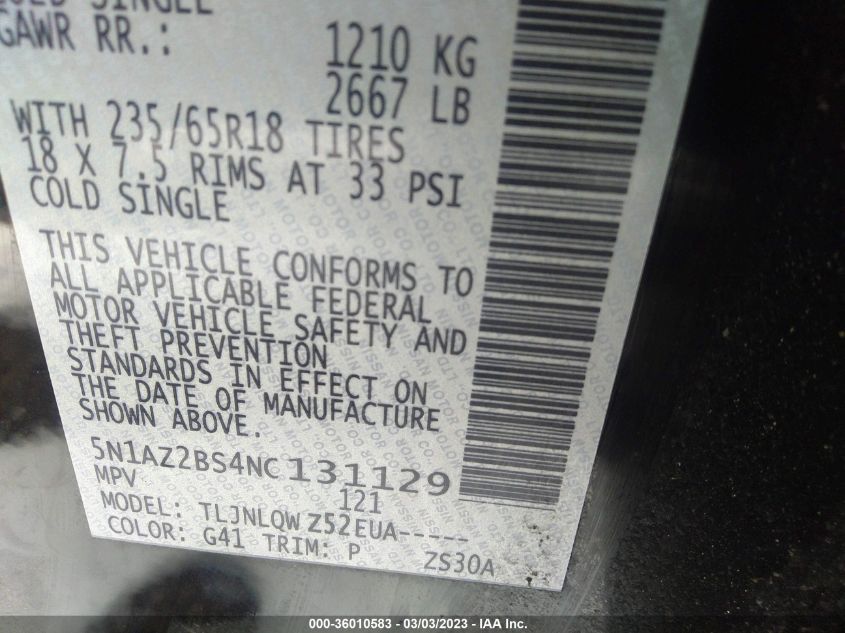 COLD SINGLE
GAWR RR.: 1210 KG
2667 LB
WITH 235/65R18 TIRES
18 X 7.5 RIMS AT 33 PSI
COLD SINGLE
THIS VEHICLE CONFORMS TO
ALL APPLICABLE FEDERAL
MOTOR VEHICLE SAFETY AND
THEFT PREVENTION
STANDARDS IN EFFECT ON
THE DATE OF MANUFACTURE
SHOWN ABOVE.
5N1AZ2BS4NC131129
MPV 121
MODEL: TLJNLQW Z52EUA-----
COLOR: G41 TRIM: P ZS30A
000-36010583 - 03/03/2023 - IAA Inc.